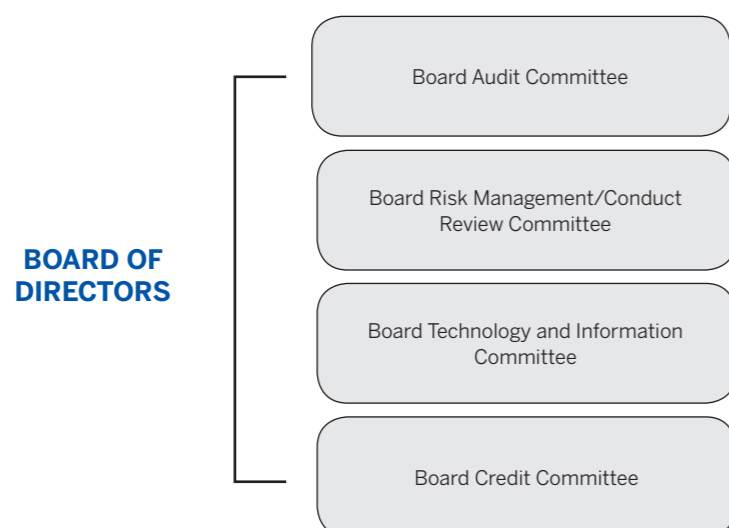 Board Audit Committee
Board Risk Management/Conduct
Review Committee
BOARD OF
DIRECTORS
Board Technology and Information
Committee
Board Credit Committee